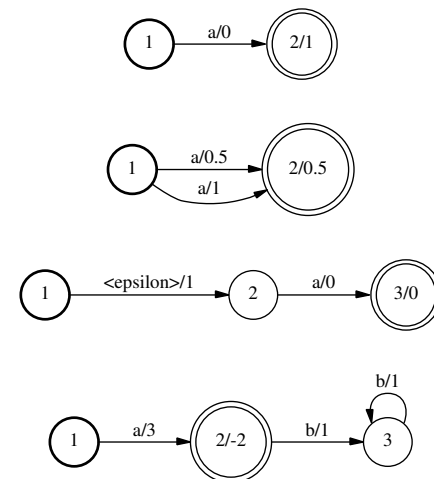 a/0
1 2/1
a/0.5
1 2/0.5
a/1
<epsilon>/1 a/0
1 2 3/0
b/1
a/3 b/1
1 2/-2 3